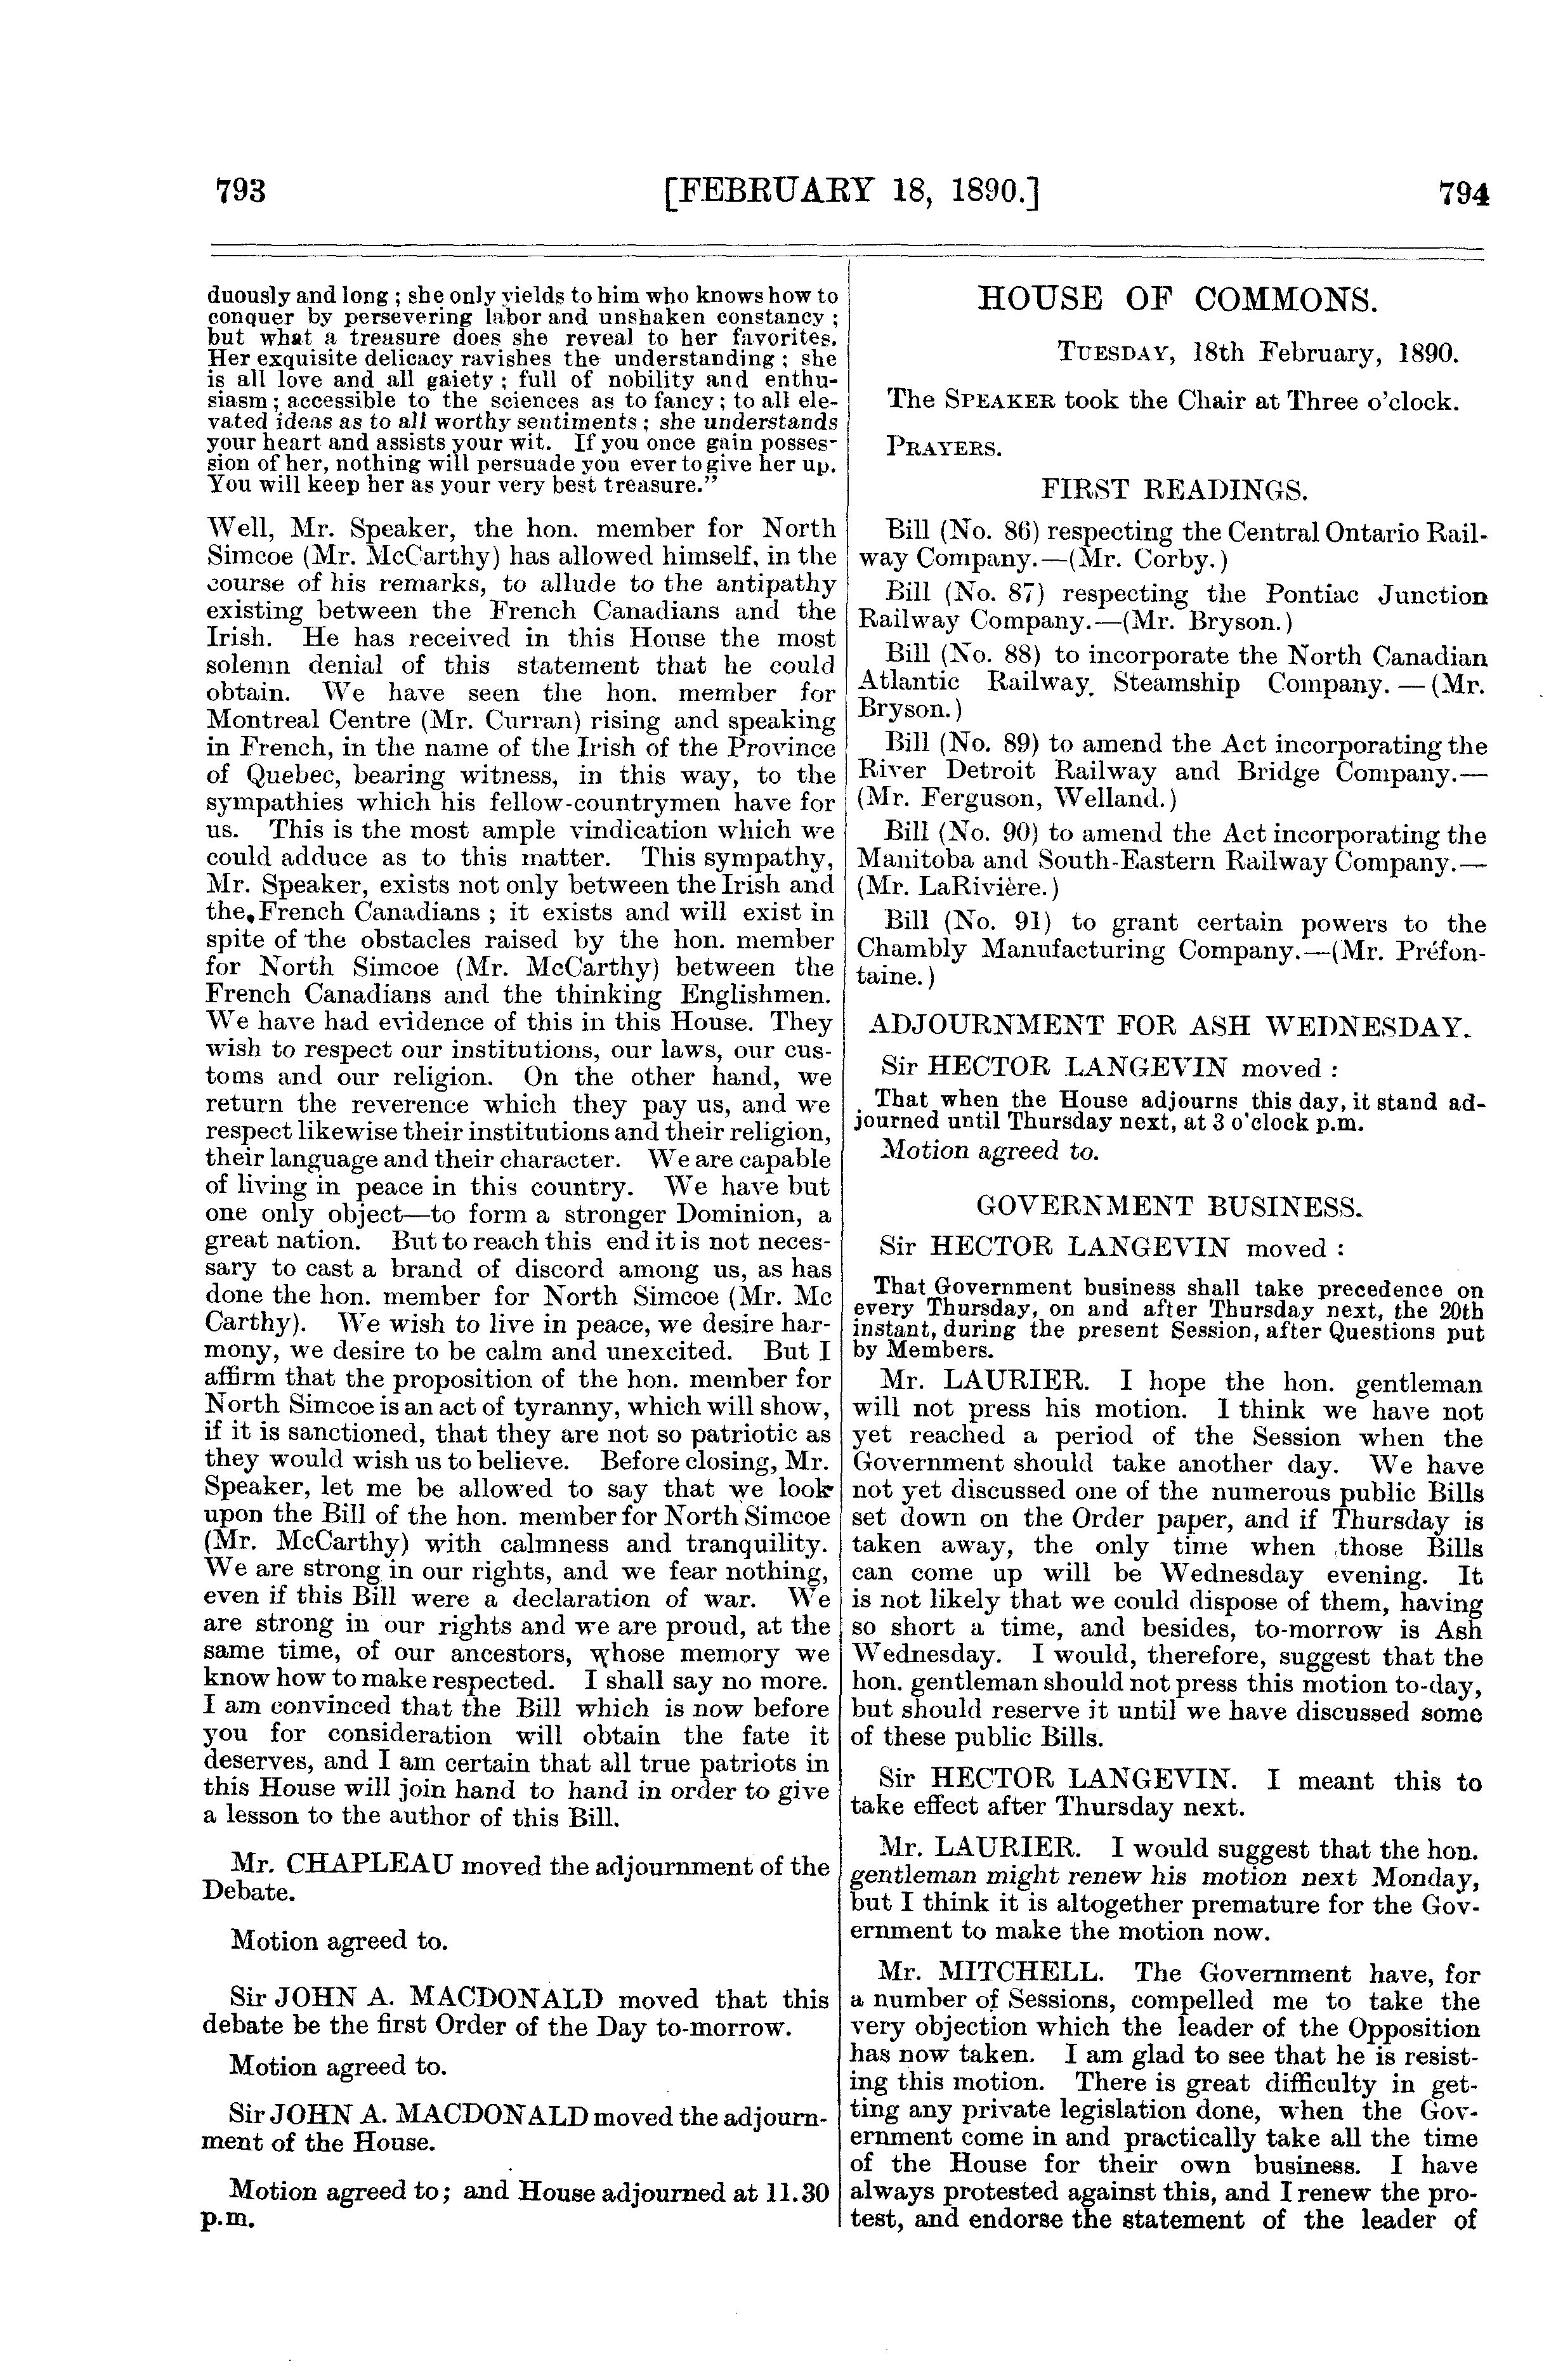 793
[FEBRUARY 18, 1890.]
794
duously and long ; she only yields to him who knows how to
conquer by persevering labor and unshaken constancy ;
but what a treasure does she reveal to her favorites.
Her exquisite delicacy ravishes the understanding ; she
is all love and all gaiety ; full of nobility and enthu-
siasm ; accessible to the sciences as to fancy ; to all ele-
vated ideas as to all worthy sentiments ; she understands
your heart and assists your wit. If you once gain posses-
sion of her, nothing will persuade you ever to give her up.
You will keep her as your very best treasure.”
Well, Mr. Speaker, the hon. member for North
Simcoe (Mr. McCarthy) has allowed himself, in the
course of his remarks, to allude to the antipathy
existing between the French Canadians and the
Irish. He has received in this House the most
solemn denial of this statement that he could
obtain. We have seen the hon. member for
Montreal Centre (Mr. Curran) rising and speaking
in French, in the name of the Irish of the Province
of Quebec, bearing witness, in this way, to the
sympathies which his fellow-countrymen have for
us. This is the most ample vindication which we
could adduce as to this matter. This sympathy,
Mr. Speaker, exists not only between the Irish and
the French Canadians ; it exists and will exist in
spite of the obstacles raised by the hon. member
for North Simcoe (Mr. McCarthy) between the
French Canadians and the thinking Englishmen.
We have had evidence of this in this House. They
wish to respect our institutions, our laws, our cus-
toms and our religion. On the other hand, we
return the reverence which they pay us, and we
respect likewise their institutions and their religion,
their language and their character. We are capable
of living in peace in this country. We have but
one only object—to form a stronger Dominion, a
great nation. But to reach this end it is not neces-
sary to cast a brand of discord among us, as has
done the hon. member for North Simcoe (Mr. Mc
Carthy). We wish to live in peace, we desire har-
mony, we desire to be calm and unexcited. But I
affirm that the proposition of the hon. member for
North Simcoe is an act of tyranny, which will show,
if it is sanctioned, that they are not so patriotic as
they would wish us to believe. Before closing, Mr.
Speaker, let me be allowed to say that we look
upon the Bill of the hon. member for North Simcoe
(Mr. McCarthy) with calmness and tranquility.
We are strong in our rights, and we fear nothing,
even if this Bill were a declaration of war. We
are strong in our rights and we are proud, at the
same time, of our ancestors, whose memory we
know how to make respected. I shall say no more.
I am convinced that the Bill which is now before
you for consideration will obtain the fate it
deserves, and I am certain that all true patriots in
this House will join hand to hand in order to give
a lesson to the author of this Bill.
Mr. CHAPLEAU moved the adjournment of the
Debate.
Motion agreed to.
Sir JOHN A. MACDONALD moved that this
debate be the first Order of the Day to-morrow.
Motion agreed to.
Sir JOHN A. MACDONALD moved the adjourn-
ment of the House.
Motion agreed to; and House adjourned at 11.30
p.m.
HOUSE OF COMMONS.
TUESDAY, 18th February, 1890.
The SPEAKER took the Chair at Three o'clock.
PRAYERS.
FIRST READINGS.
Bill (No. 86) respecting the Central Ontario Rail-
way Company.—(Mr. Corby.)
Bill (No. 87) respecting the Pontiac Junction
Railway Company.—(Mr. Bryson.)
Bill (No. 88) to incorporate the North Canadian
Atlantic Railway. Steamship Company. — (Mr.
Bryson.)
Bill (No. 89) to amend the Act incorporating the
River Detroit Railway and Bridge Company.—
(Mr. Ferguson, Welland.)
Bill (No. 90) to amend the Act incorporating the
Manitoba and South-Eastern Railway Company.—
(Mr. LaRivière.)
Bill (No. 91) to grant certain powers to the
Chambly Manufacturing Company.—(Mr. Préfon-
taine.)
ADJOURNMENT FOR ASH WEDNESDAY.
Sir HECTOR LANGEVIN moved :
That when the House adjourns this day, it stand ad-
journed until Thursday next, at 3 o'clock p.m.
Motion agreed to.
GOVERNMENT BUSINESS.
Sir HECTOR LANGEVIN moved :
That Government business shall take precedence on
every Thursday, on and after Thursday next, the 20th
instant, during the present Session, after Questions put
by Members.
Mr. LAURIER. I hope the hon. gentleman
will not press his motion. I think we have not
yet reached a period of the Session when the
Government should take another day. We have
not yet discussed one of the numerous public Bills
set down on the Order paper, and if Thursday is
taken away, the only time when those Bills
can come up will be Wednesday evening. It
is not likely that we could dispose of them, having
so short a time, and besides, to-morrow is Ash
Wednesday. I would, therefore, suggest that the
hon. gentleman should not press this motion to-day,
but should reserve it until we have discussed some
of these public Bills.
Sir HECTOR LANGEVIN. I meant this to
take effect after Thursday next.
Mr. LAURIER. I would suggest that the hon.
gentleman might renew his motion next Monday,
but I think it is altogether premature for the Gov-
ernment to make the motion now.
Mr. MITCHELL. The Government have, for
a number of Sessions, compelled me to take the
very objection which the leader of the Opposition
has now taken. I am glad to see that he is resist-
ing this motion. There is great difficulty in get-
ting any private legislation done, when the Gov-
ernment come in and practically take all the time
of the House for their own business. I have
always protested against this, and I renew the pro-
test, and endorse the statement of the leader of